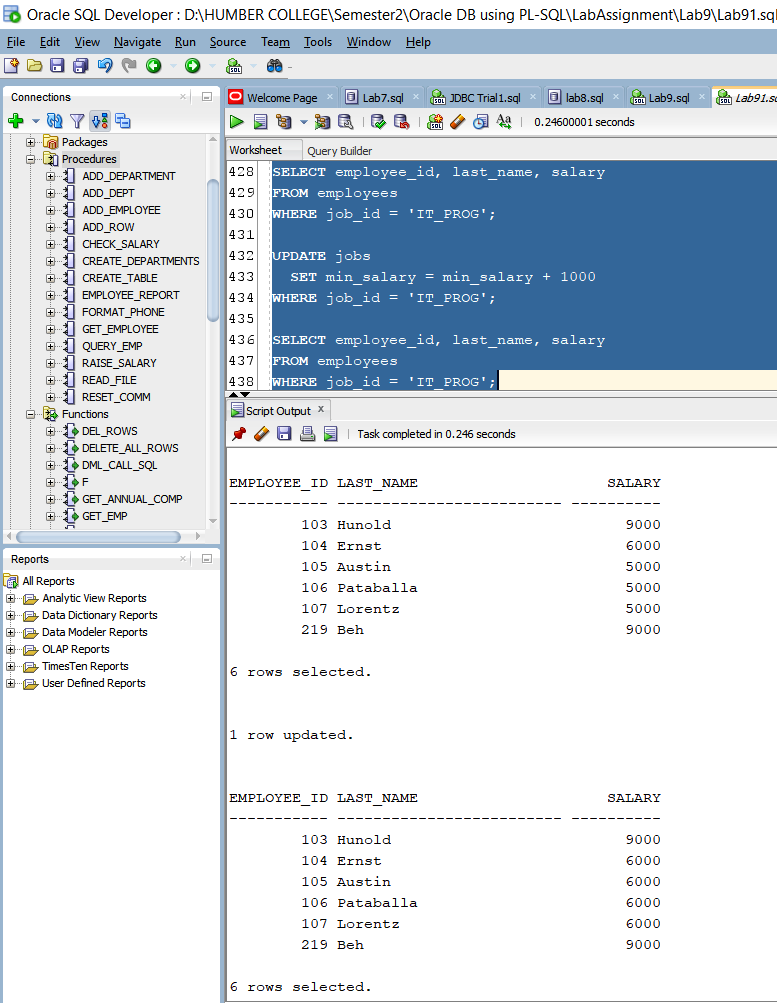 Oracle SQL Developer : D:\HUMBER COLLEGE\Semester2\Oracle DB using PL-SQL\LabAssignment\Lab9\Lab91.sql
File Edit View Navigate Run Source Team Tools Window Help
Connections
Packages
Procedures
ADD_DEPARTMENT
ADD_DEPT
ADD_EMPLOYEE
ADD_ROW
CHECK_SALARY
CREATE_DEPARTMENTS
CREATE_TABLE
EMPLOYEE_REPORT
FORMAT_PHONE
GET_EMPLOYEE
QUERY_EMP
RAISE_SALARY
READ_FILE
RESET_COMM
Functions
DEL_ROWS
DELETE_ALL_ROWS
DML_CALL_SQL
F
GET_ANNUAL_COMP
GET_EMP
Reports
All Reports
Analytic View Reports
Data Dictionary Reports
Data Modeler Reports
OLAP Reports
TimesTen Reports
User Defined Reports
Welcome Page Lab7.sql JDBC Trial1.sql lab8.sql Lab9.sql Lab91.sq
0.24600001 seconds
Worksheet Query Builder
428 SELECT employee_id, last_name, salary
429 FROM employees
430 WHERE job_id = 'IT_PROG';
431
432 UPDATE jobs
433 SET min_salary = min_salary + 1000
434 WHERE job_id = 'IT_PROG';
435
436 SELECT employee_id, last_name, salary
437 FROM employees
438 WHERE job_id = 'IT_PROG';
Script Output x
Task completed in 0.246 seconds
EMPLOYEE_ID LAST_NAME SALARY
----------- ------------------------- ----------
103 Hunold 9000
104 Ernst 6000
105 Austin 5000
106 Pataballa 5000
107 Lorentz 5000
219 Beh 9000
6 rows selected.
1 row updated.
EMPLOYEE_ID LAST_NAME SALARY
----------- ------------------------- ----------
103 Hunold 9000
104 Ernst 6000
105 Austin 6000
106 Pataballa 6000
107 Lorentz 6000
219 Beh 9000
6 rows selected.